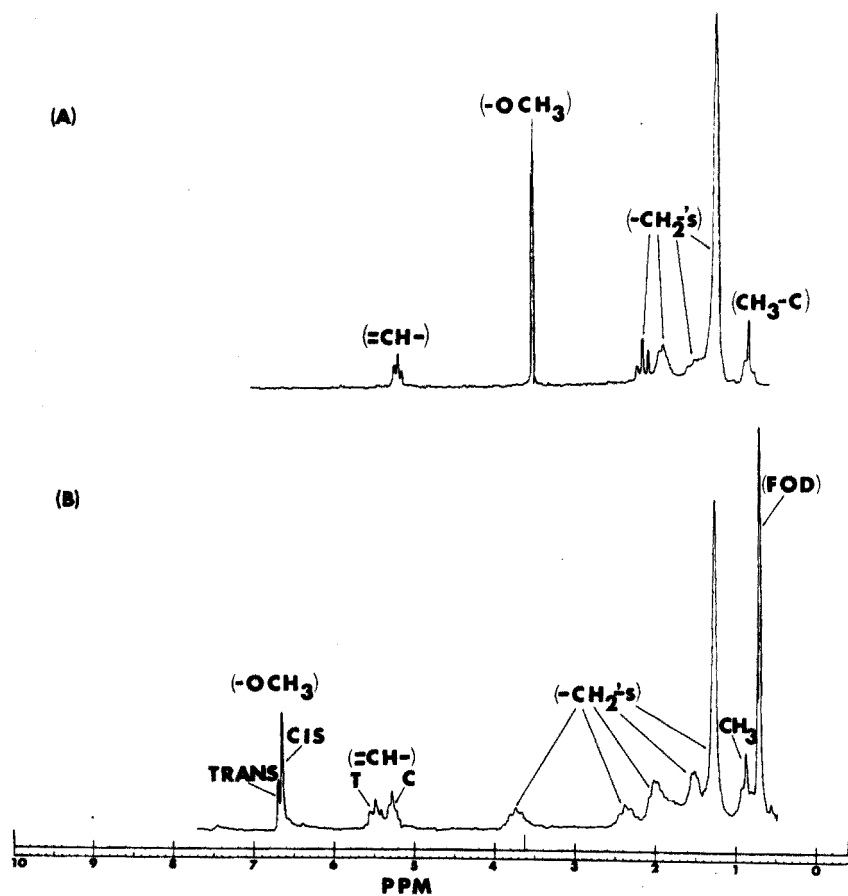 (A)
(-OCH3)
(-CH2-'s)
(CH3-C)
(=CH-)
(B)
(FOD)
(-OCH3)
(-CH2-'s)
CIS
(=CH-)
CH3
TRANS
T
C
10 9 8 7 6 5 4 3 2 1 0
PPM